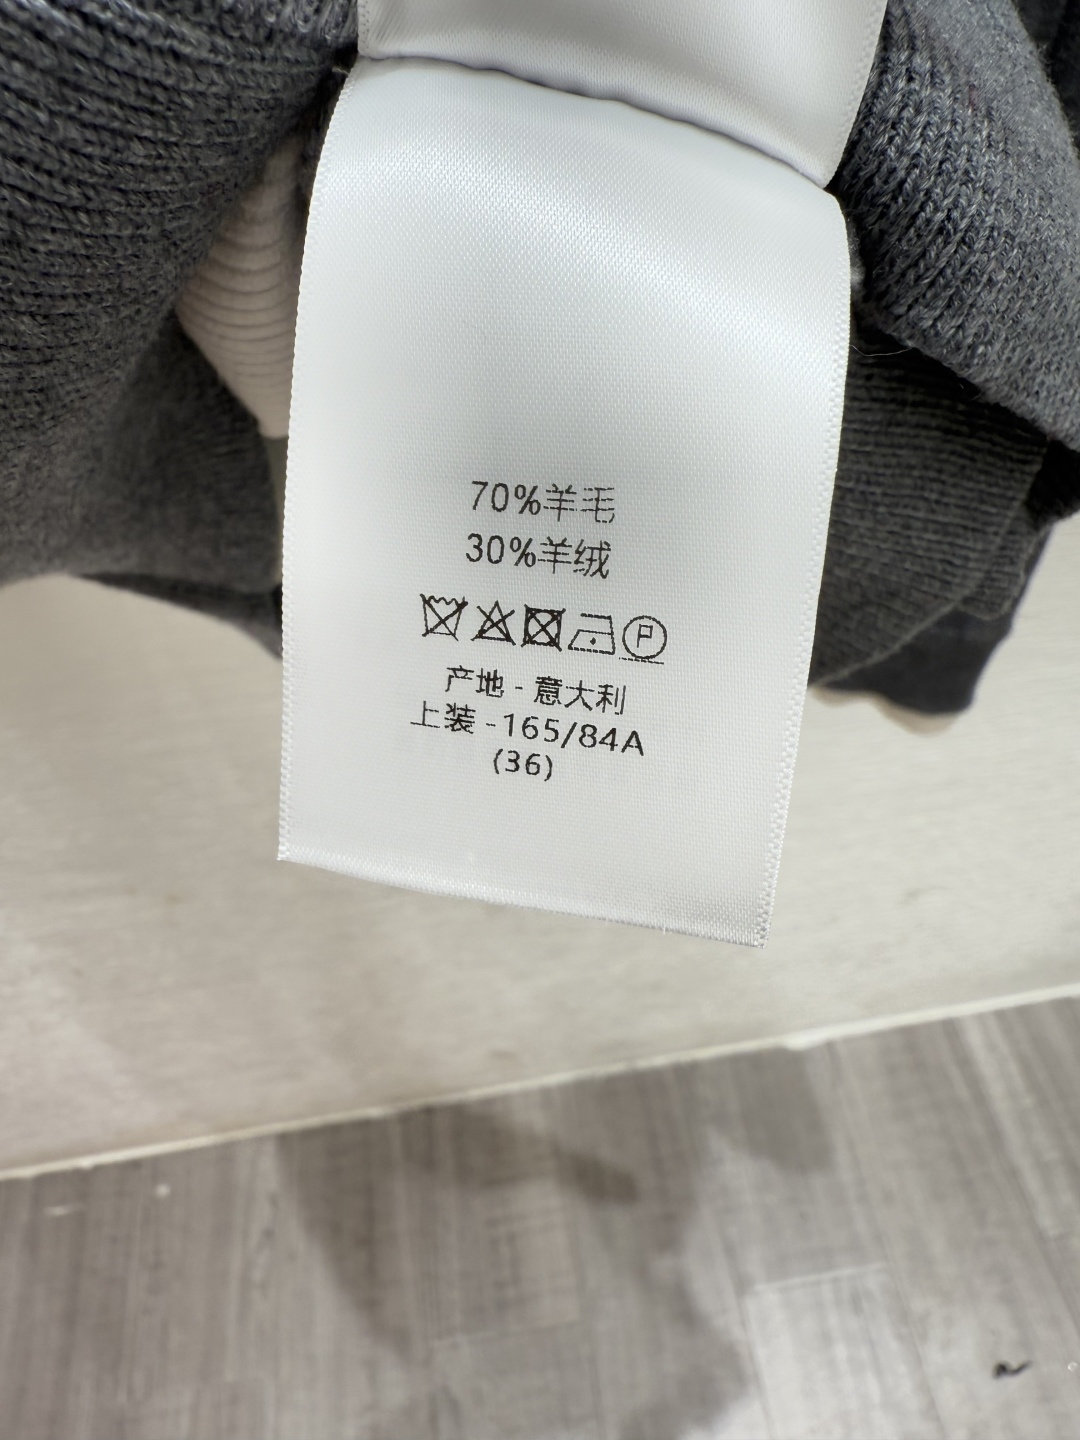 70%羊毛
30%羊绒
P
产地 - 意大利
上装 -165/84A
(36)